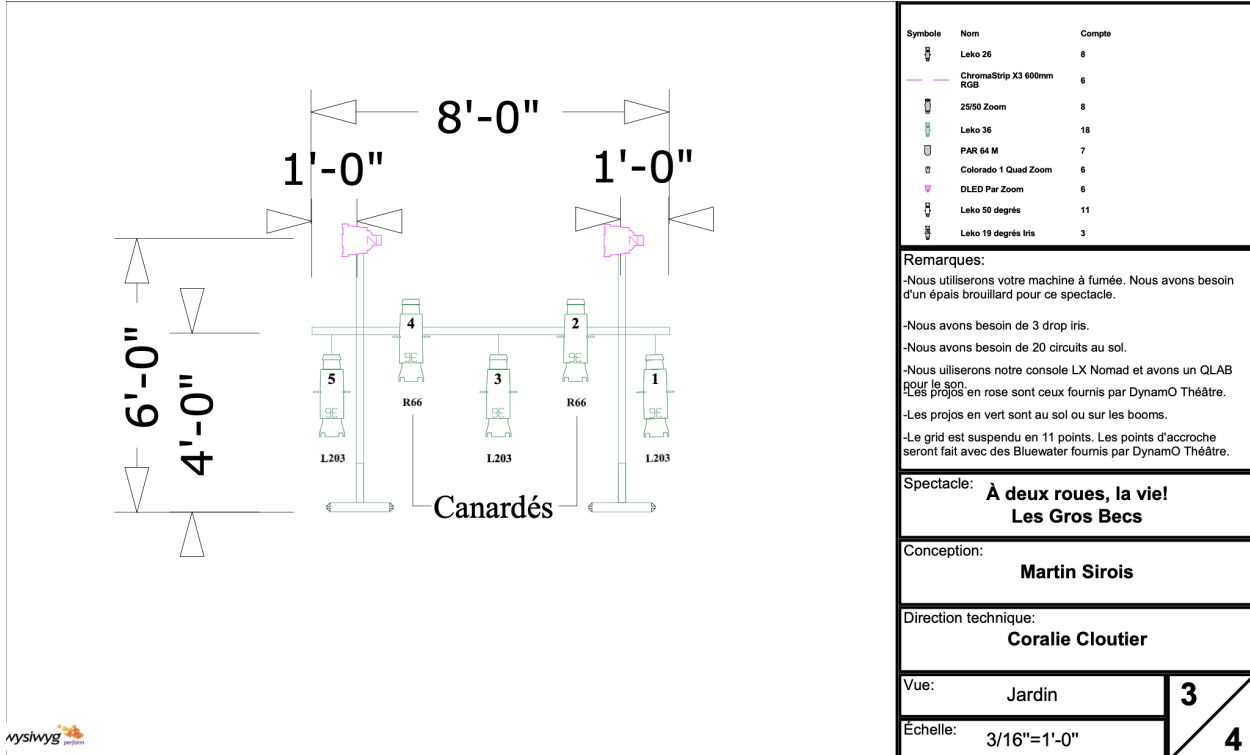 8'-0"
1'-0" 1'-0"
6'-0"
4'-0"
4 2
36 36
5 3 1
R66 R66
36 36 36
L203 L203 L203
Canardés
wysiwyg
perform
Symbole Nom Compte
Leko 26 8
ChromaStrip X3 600mm
RGB 6
25/50 Zoom 8
Leko 36 18
PAR 64 M 7
Colorado 1 Quad Zoom 6
DLED Par Zoom 6
Leko 50 degrés 11
Leko 19 degrés Iris 3
Remarques:
-Nous utiliserons votre machine à fumée. Nous avons besoin
d'un épais brouillard pour ce spectacle.
-Nous avons besoin de 3 drop iris.
-Nous avons besoin de 20 circuits au sol.
-Nous uiliserons notre console LX Nomad et avons un QLAB
pour le son.
-Les projos en rose sont ceux fournis par DynamO Théâtre.
-Les projos en vert sont au sol ou sur les booms.
-Le grid est suspendu en 11 points. Les points d'accroche
seront fait avec des Bluewater fournis par DynamO Théâtre.
Spectacle:
À deux roues, la vie!
Les Gros Becs
Conception:
Martin Sirois
Direction technique:
Coralie Cloutier
Vue: Jardin
Échelle: 3/16"=1'-0"
3
4